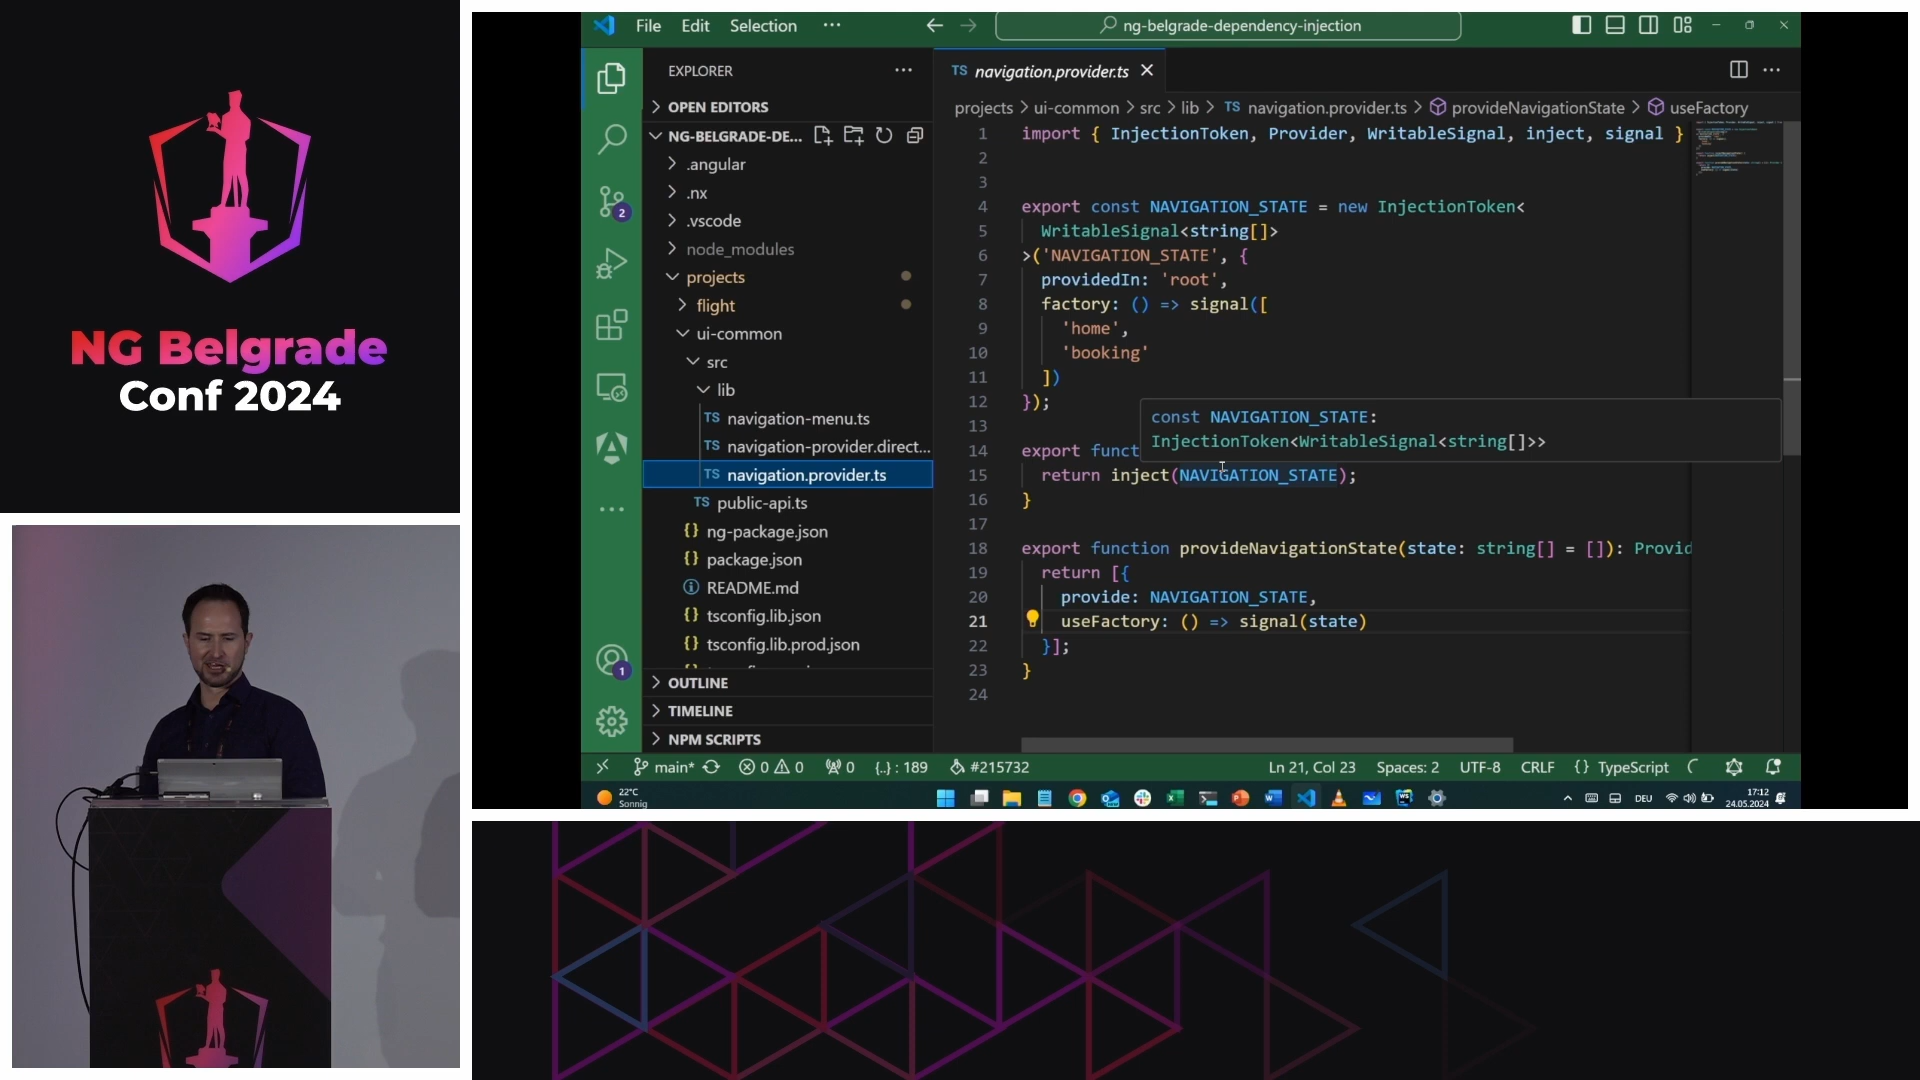 NG Belgrade
Conf 2024
File Edit Selection ···
ng-belgrade-dependency-injection
EXPLORER
OPEN EDITORS
NG-BELGRADE-DE...
.angular
.nx
.vscode
node_modules
projects
flight
ui-common
src
lib
TS navigation-menu.ts
TS navigation-provider.direct...
TS navigation.provider.ts
TS public-api.ts
{} ng-package.json
{} package.json
README.md
{} tsconfig.lib.json
{} tsconfig.lib.prod.json
OUTLINE
TIMELINE
NPM SCRIPTS
2
1
TS navigation.provider.ts
projects > ui-common > src > lib > TS navigation.provider.ts > provideNavigationState > useFactory
1 import { InjectionToken, Provider, WritableSignal, inject, signal }
2
3
4 export const NAVIGATION_STATE = new InjectionToken<
5 WritableSignal<string[]>
6 >('NAVIGATION_STATE', {
7 providedIn: 'root',
8 factory: () => signal([
9 'home',
10 'booking'
11 ])
12 });
13
const NAVIGATION_STATE:
InjectionToken<WritableSignal<string[]>>
14 export funct
15 return inject(NAVIGATION_STATE);
16 }
17
18 export function provideNavigationState(state: string[] = []): Provid
19 return [{
20 provide: NAVIGATION_STATE,
21 useFactory: () => signal(state)
22 }];
23 }
24
main* 0 0 0 {..} : 189 #215732 Ln 21, Col 23 Spaces: 2 UTF-8 CRLF {} TypeScript
22°C
Sonnig
DEU
17:12
24.05.2024